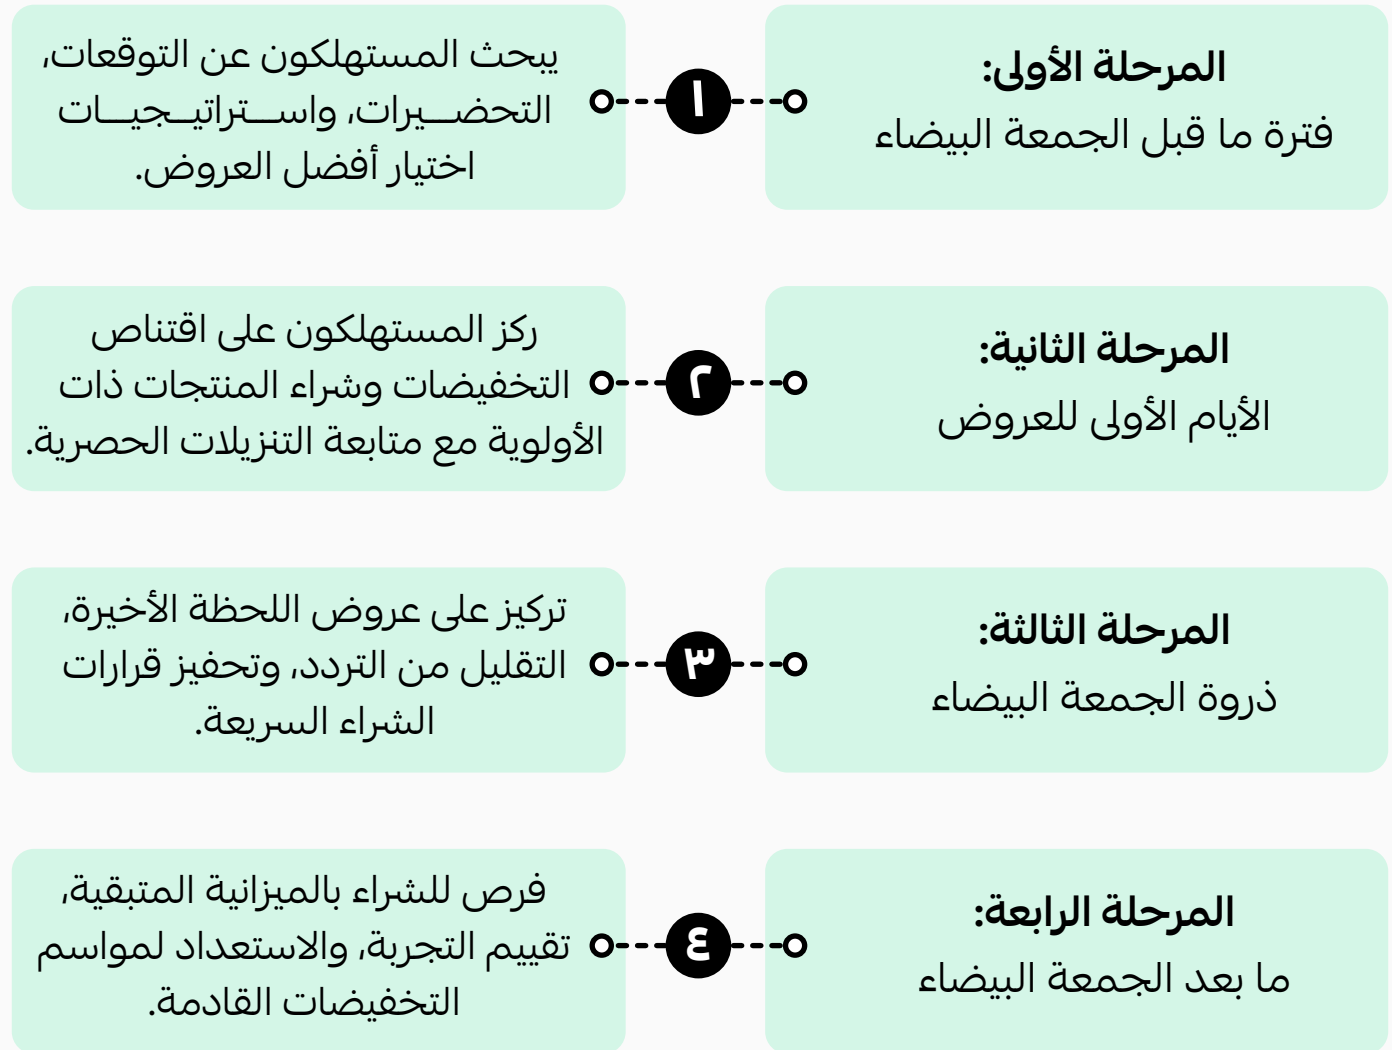 المرحلة الأولى:
فترة ما قبل الجمعة البيضاء
١
يبحث المستهلكون عن التوقعات،
التحضـــيرات، واســـتراتيـــجيـــات
اختيار أفضل العروض.
المرحلة الثانية:
الأيام الأولى للعروض
٢
ركز المستهلكون على اقتناص
التخفيضات وشراء المنتجات ذات
الأولوية مع متابعة التنزيلات الحصرية.
المرحلة الثالثة:
ذروة الجمعة البيضاء
٣
تركيز على عروض اللحظة الأخيرة،
التقليل من التردد، وتحفيز قرارات
الشراء السريعة.
المرحلة الرابعة:
ما بعد الجمعة البيضاء
٤
فرص للشراء بالميزانية المتبقية،
تقييم التجربة، والاستعداد لمواسم
التخفيضات القادمة.